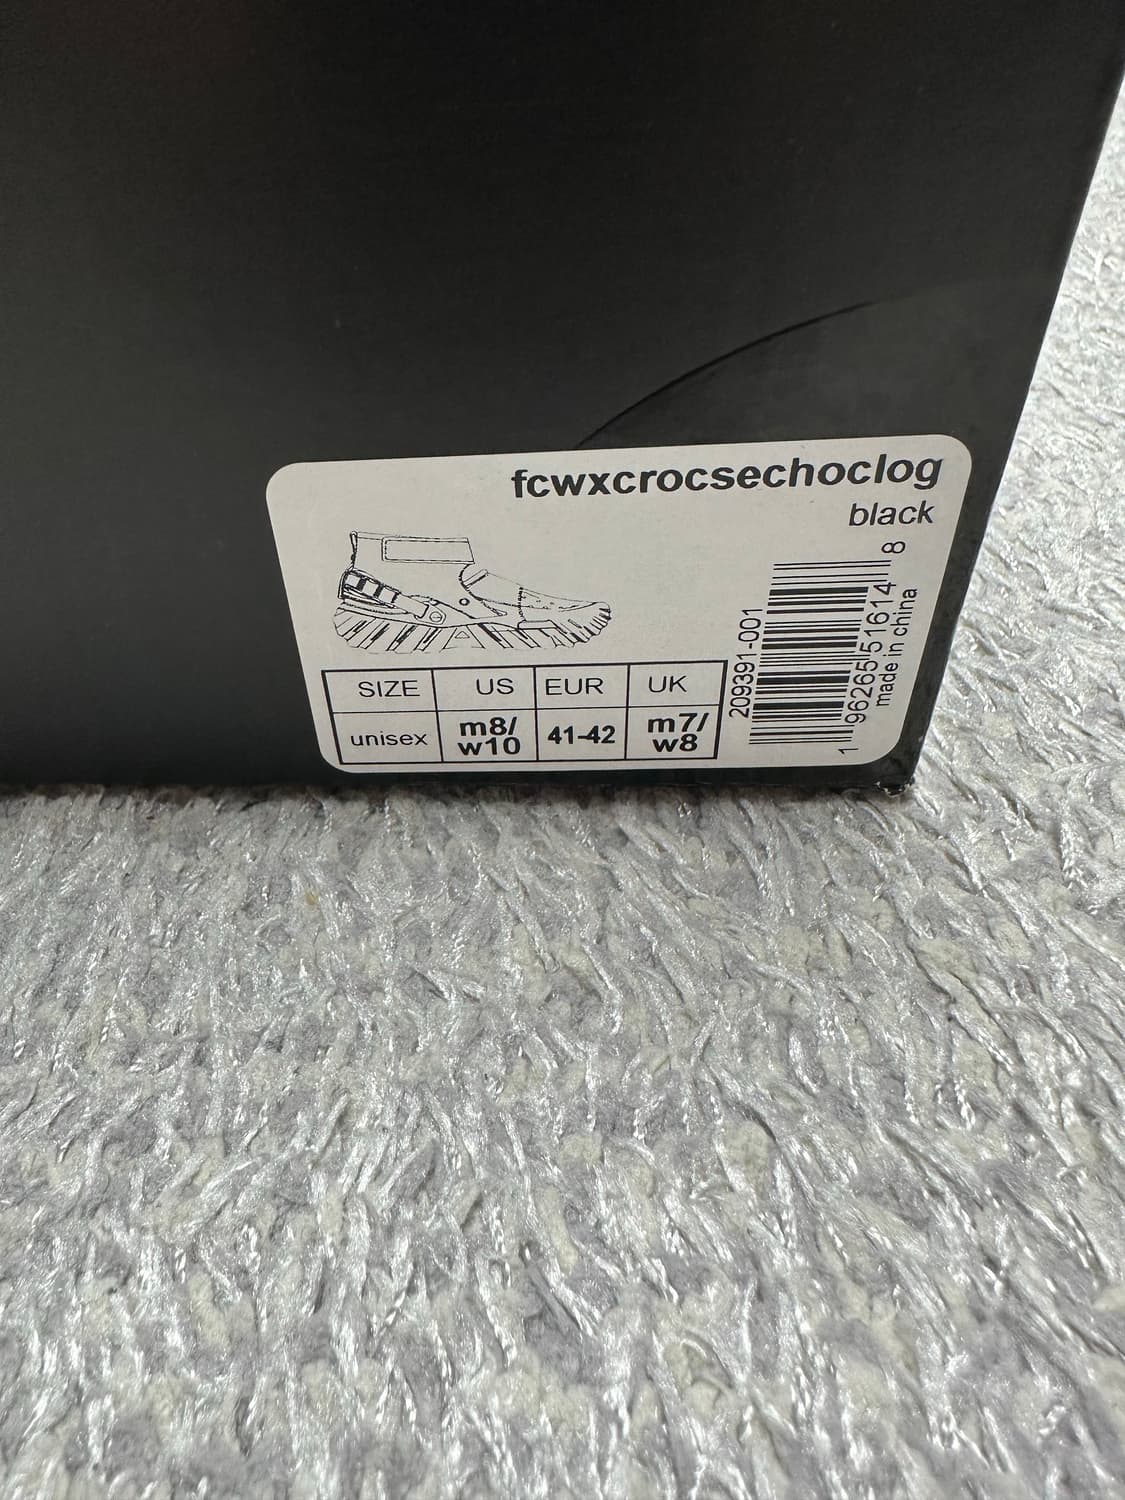 fcwxcrocsechoclog
black
SIZE US EUR UK
unisex m8/ w10 41-42 m7/ w8
209391-001
1 96265 51614 8
made in china